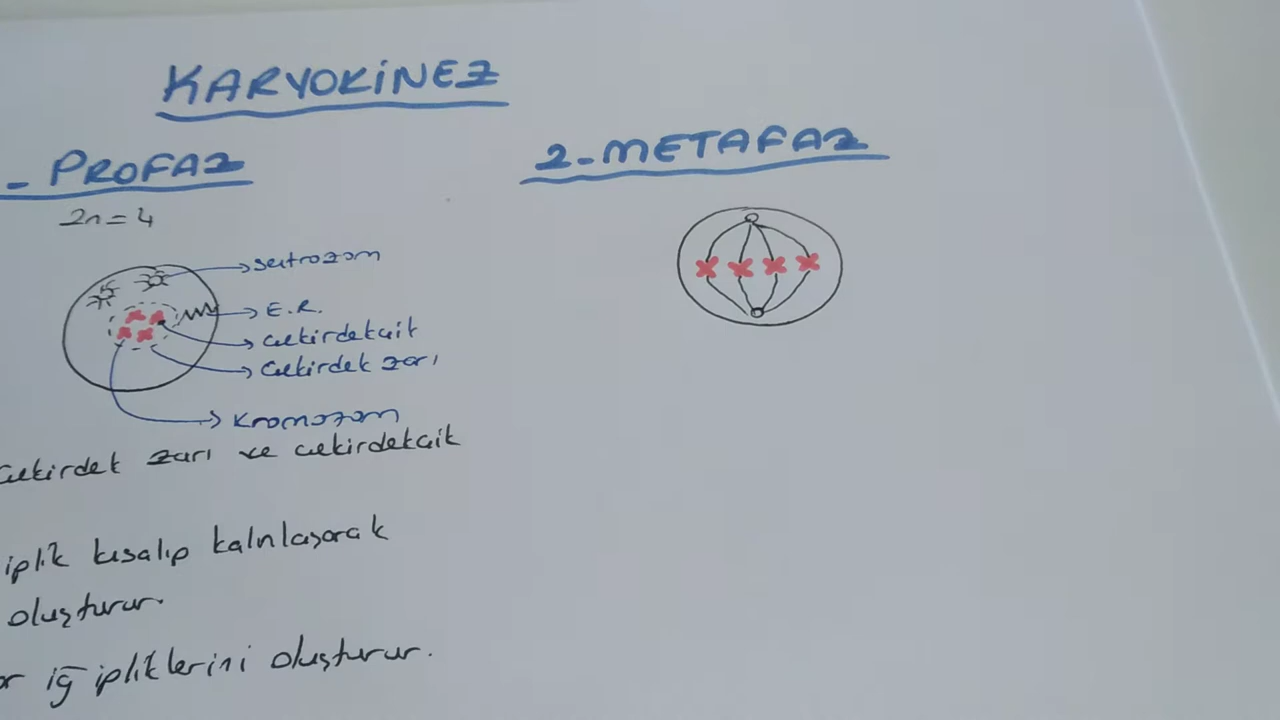 KARYOKİNEZ
- PROFAZ
2n=4
sentrozom
E.R.
çekirdekçik
çekirdek zarı
Kromozom
çekirdek zarı ve çekirdekçik
iplik kısalıp kalınlaşarak
oluşturur.
or iğ ipliklerini oluşturur.
2-METAFAZ